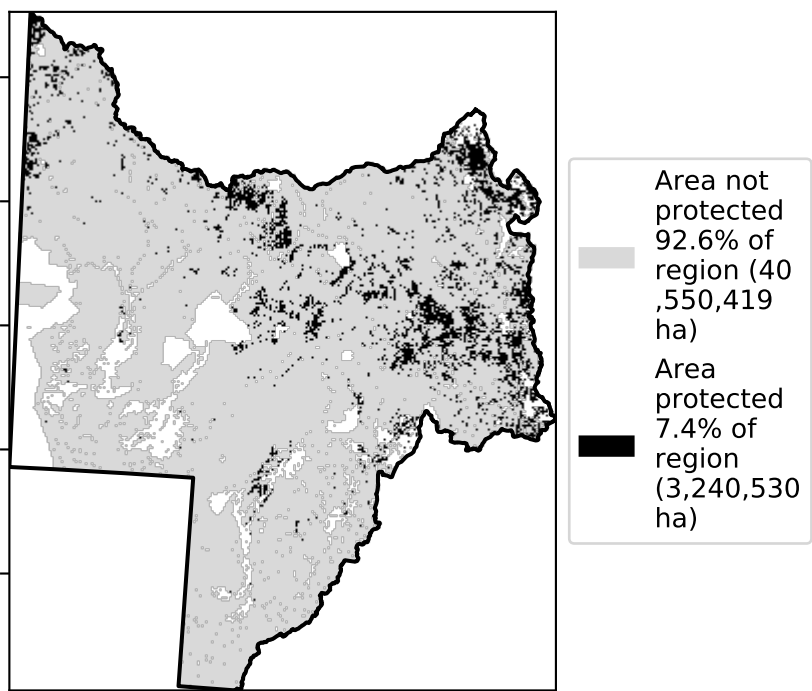 Area not
protected
92.6% of
region (40
,550,419
ha)
Area
protected
7.4% of
region
(3,240,530
ha)